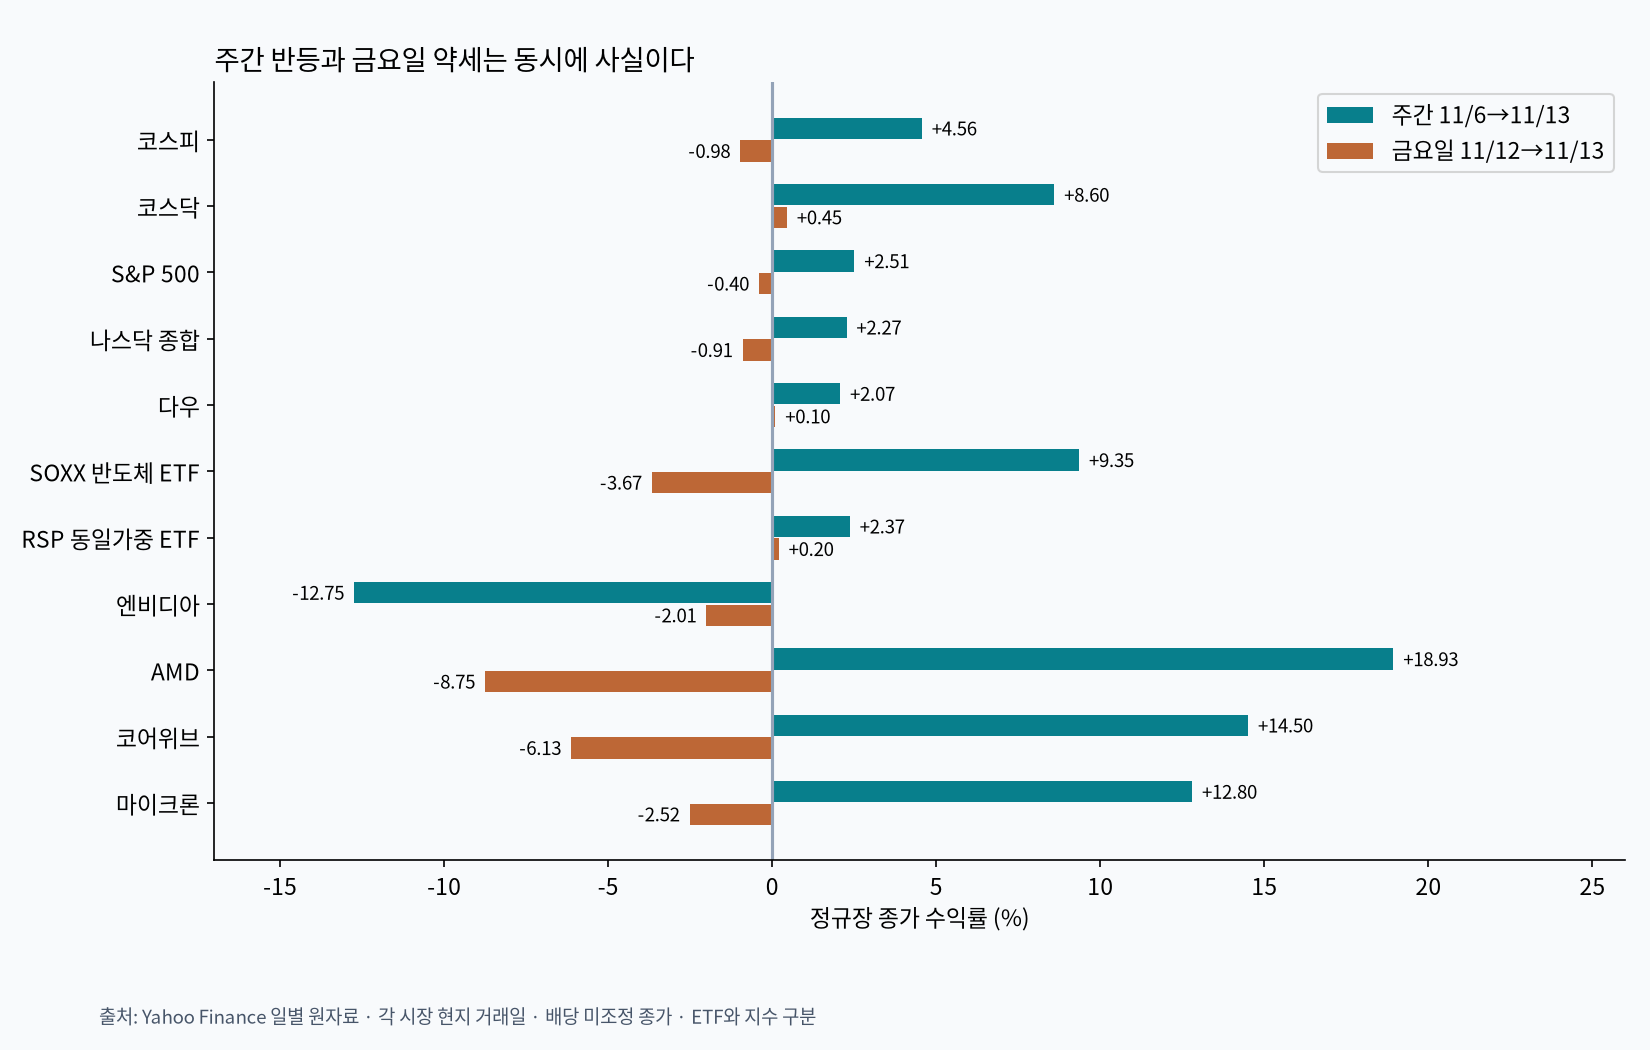 주간 반등과 금요일 약세는 동시에 사실이다
주간 11/6→11/13
금요일 11/12→11/13
코스피
+4.56
-0.98
코스닥
+8.60
+0.45
S&P 500
+2.51
-0.40
나스닥 종합
+2.27
-0.91
다우
+2.07
+0.10
SOXX 반도체 ETF
+9.35
-3.67
RSP 동일가중 ETF
+2.37
+0.20
엔비디아
-12.75
-2.01
AMD
+18.93
-8.75
코어위브
+14.50
-6.13
마이크론
+12.80
-2.52
-15 -10 -5 0 5 10 15 20 25
정규장 종가 수익률 (%)
출처: Yahoo Finance 일별 원자료 · 각 시장 현지 거래일 · 배당 미조정 종가 · ETF와 지수 구분